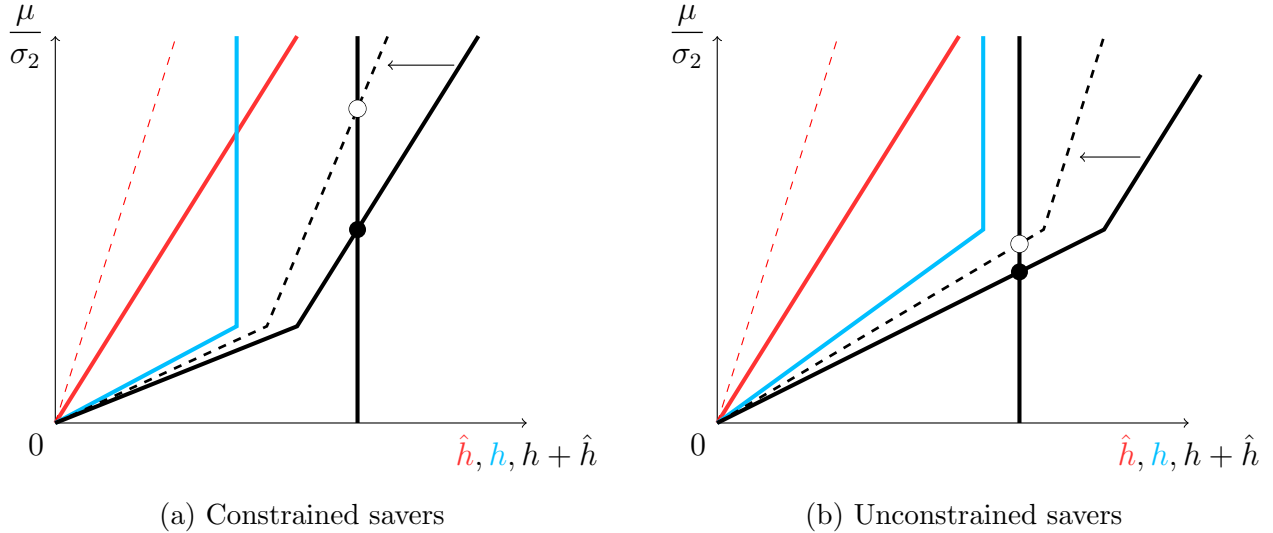 μ/σ₂
0
ĥ, h, h + ĥ
(a) Constrained savers
μ/σ₂
0
ĥ, h, h + ĥ
(b) Unconstrained savers